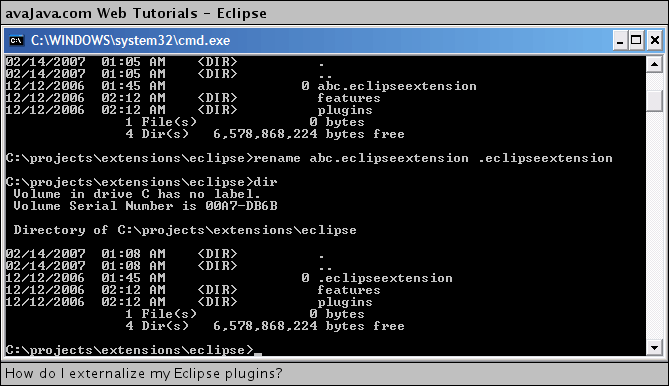 avaJava.com Web Tutorials - Eclipse
C:\WINDOWS\system32\cmd.exe
02/14/2007  01:05 AM    <DIR>          .
02/14/2007  01:05 AM    <DIR>          ..
12/12/2006  01:45 AM                 0 abc.eclipseextension
12/12/2006  02:12 AM    <DIR>          features
12/12/2006  02:12 AM    <DIR>          plugins
1 File(s)              0 bytes
4 Dir(s)   6,578,868,224 bytes free
C:\projects\extensions\eclipse>rename abc.eclipseextension .eclipseextension
C:\projects\extensions\eclipse>dir
Volume in drive C has no label.
Volume Serial Number is 00A7-DB6B
Directory of C:\projects\extensions\eclipse
02/14/2007  01:08 AM    <DIR>          .
02/14/2007  01:08 AM    <DIR>          ..
12/12/2006  01:45 AM                 0 .eclipseextension
12/12/2006  02:12 AM    <DIR>          features
12/12/2006  02:12 AM    <DIR>          plugins
1 File(s)              0 bytes
4 Dir(s)   6,578,868,224 bytes free
C:\projects\extensions\eclipse>_
How do I externalize my Eclipse plugins?